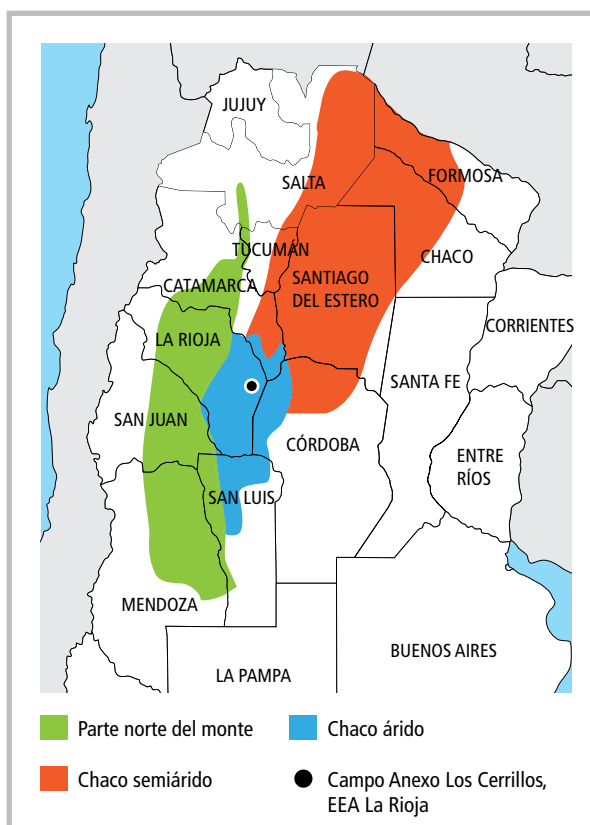 JUJUY
FORMOSA
SALTA
TUCUMÁN
CHACO
CATAMARCA
SANTIAGO
DEL ESTERO
CORRIENTES
LA RIOJA
SANTA FE
SAN JUAN
CÓRDOBA
ENTRE
RÍOS
SAN LUIS
MENDOZA
BUENOS AIRES
LA PAMPA
Parte norte del monte
Chaco árido
Chaco semiárido
Campo Anexo Los Cerrillos,
EEA La Rioja